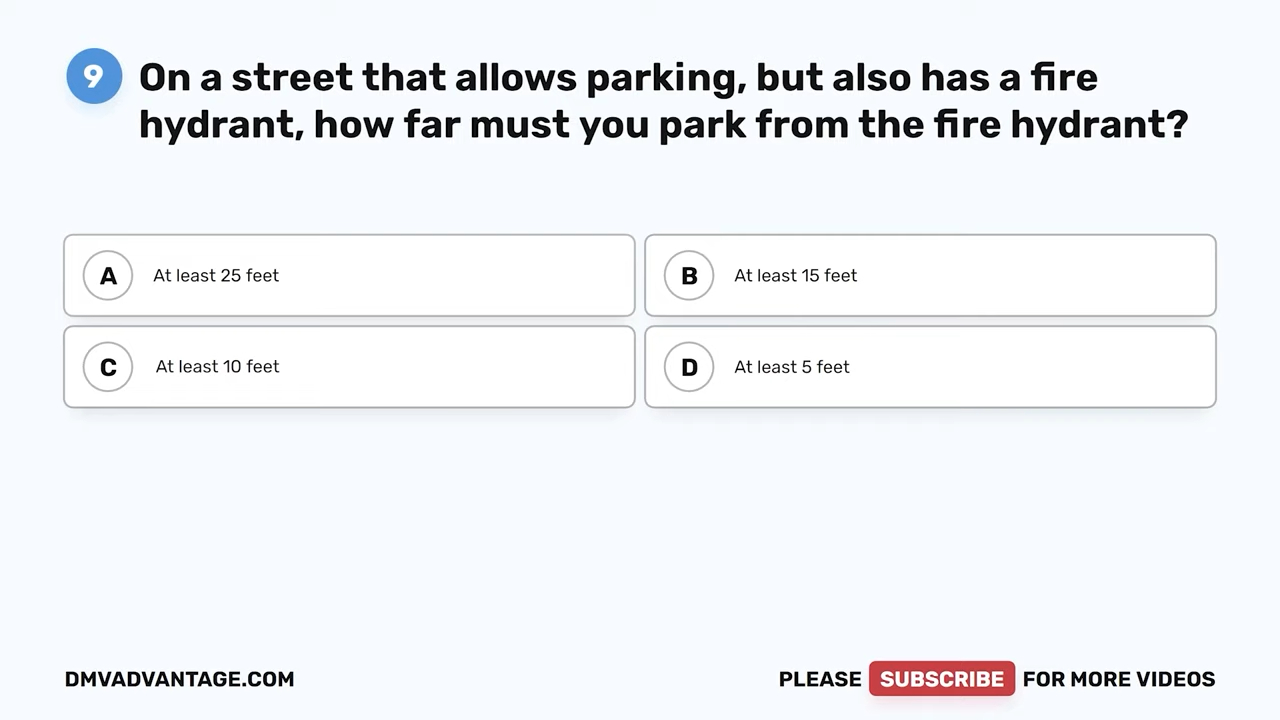 9
On a street that allows parking, but also has a fire
hydrant, how far must you park from the fire hydrant?
A At least 25 feet
B At least 15 feet
C At least 10 feet
D At least 5 feet
DMVADVANTAGE.COM
PLEASE SUBSCRIBE FOR MORE VIDEOS